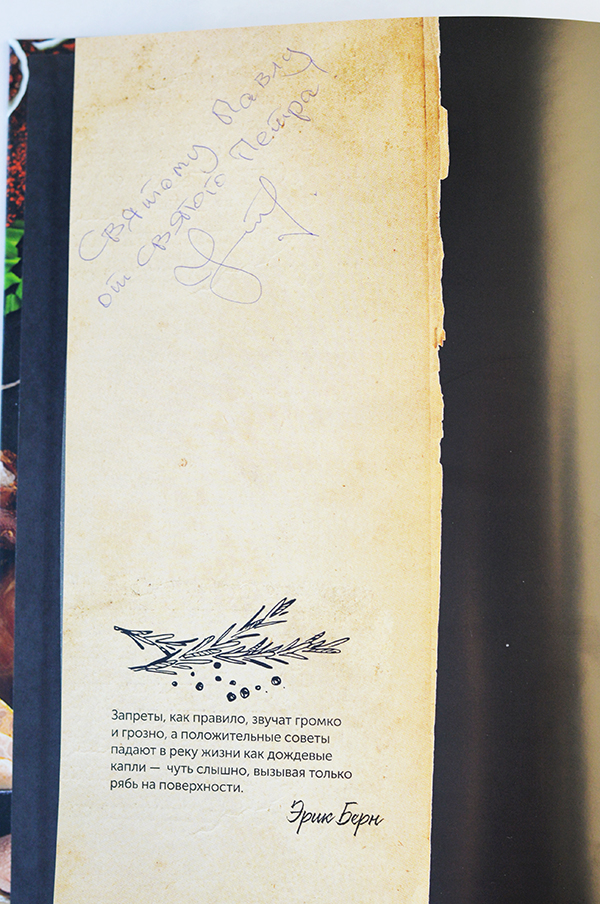 Святому Павлу
от Святого Петра
Запреты, как правило, звучат громко
и грозно, а положительные советы
падают в реку жизни как дождевые
капли — чуть слышно, вызывая только
рябь на поверхности.
Эрик Берн